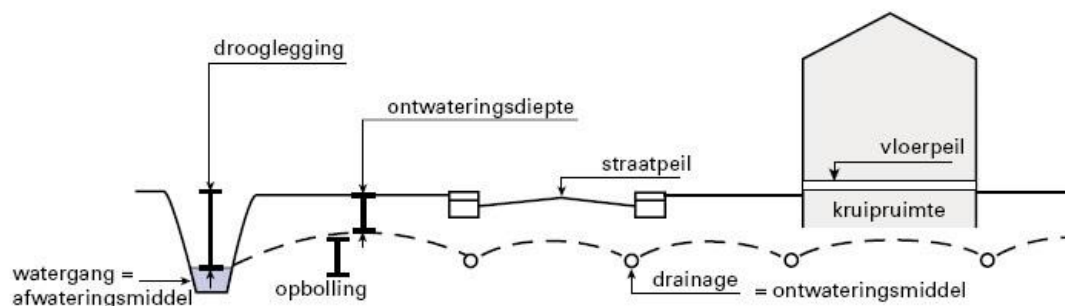 drooglegging
ontwateringsdiepte
straatpeil
vloerpeil
kruipruimte
watergang =
afwateringsmiddel
opbolling
drainage = ontwateringsmiddel